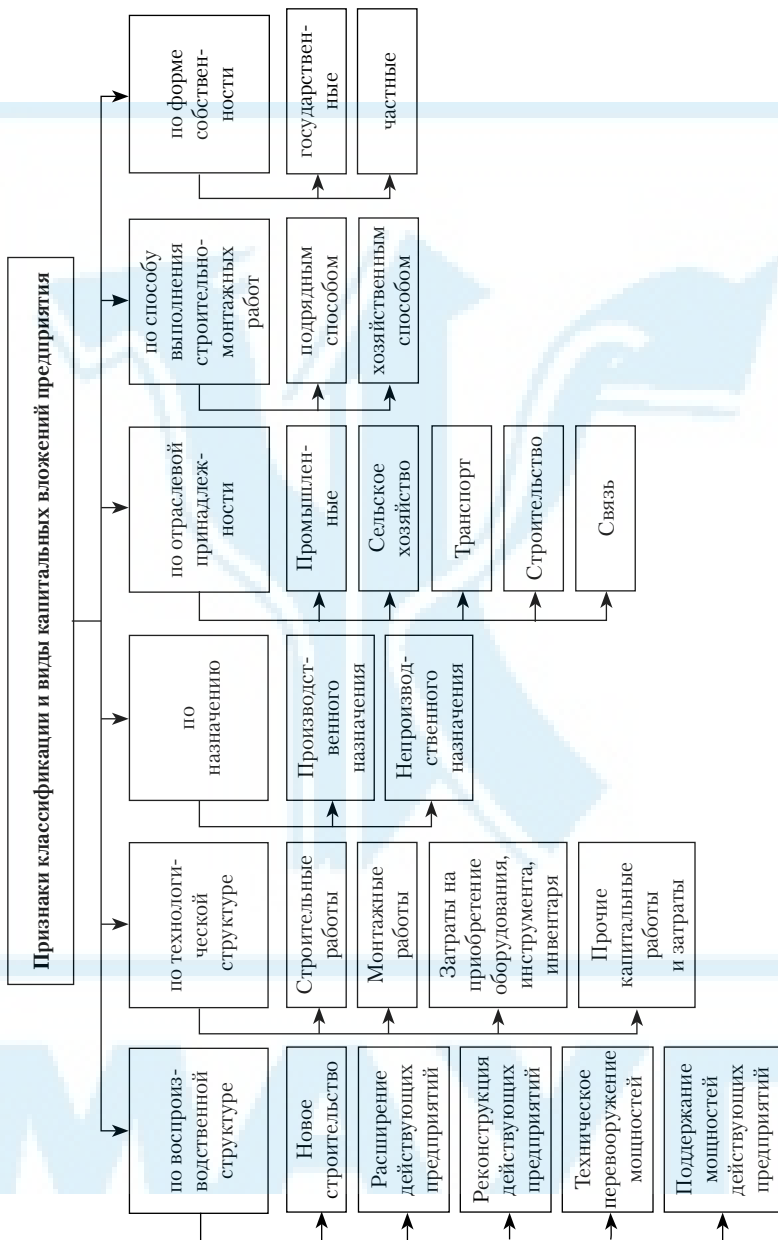 Признаки классификации и виды капитальных вложений предприятия
по воспроиз-
водственной
структуре
Новое
строительство
Расширение
действующих
предприятий
Реконструкция
действующих
предприятий
Техническое
перевооружение
мощностей
Поддержание
мощностей
действующих
предприятий
по технологи-
ческой
структуре
Строительные
работы
Монтажные
работы
Затраты на
приобретение
оборудования,
инструмента,
инвентаря
Прочие
капитальные
работы
и затраты
по
назначению
Производст-
венного
назначения
Непроизвод-
ственного
назначения
по отраслевой
принадлеж-
ности
Промышлен-
ные
Сельское
хозяйство
Транспорт
Строительство
Связь
по способу
выполнения
строительно-
монтажных
работ
подрядным
способом
хозяйственным
способом
по форме
собствен-
ности
государствен-
ные
частные